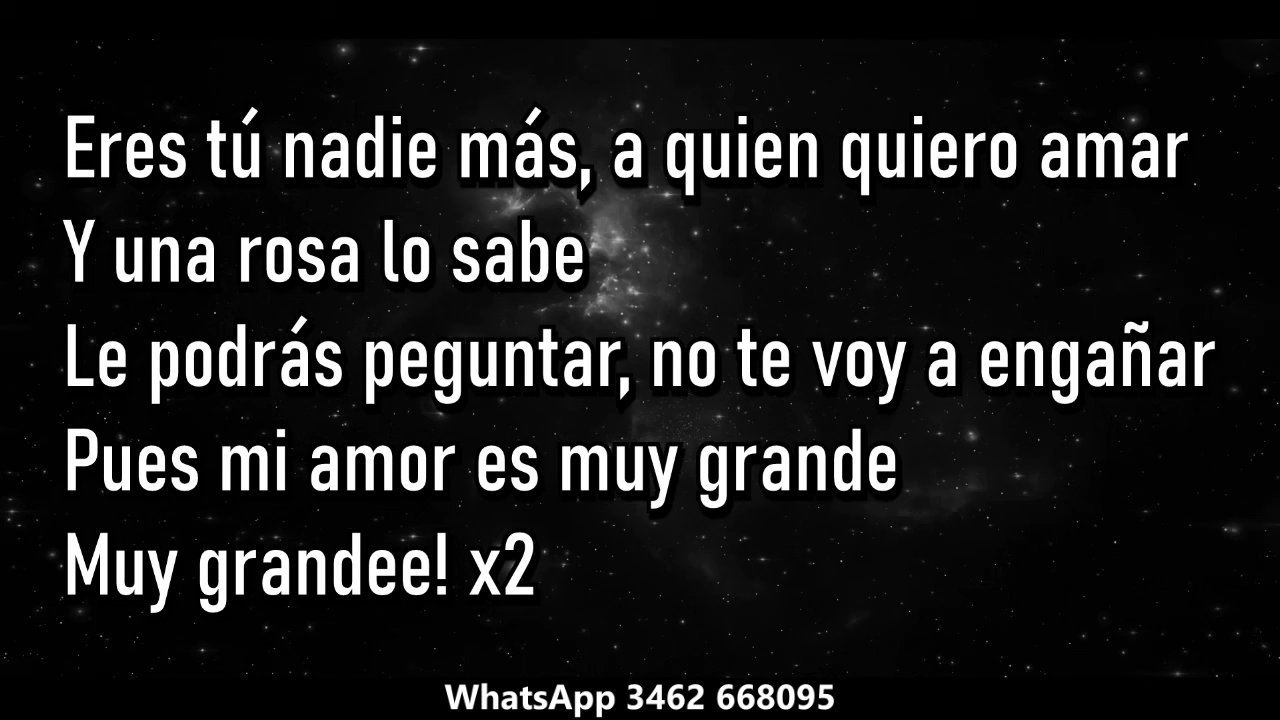 Eres tú nadie más, a quien quiero amar
Y una rosa lo sabe
Le podrás peguntar, no te voy a engañar
Pues mi amor es muy grande
Muy grandee! x2
WhatsApp 3462 668095